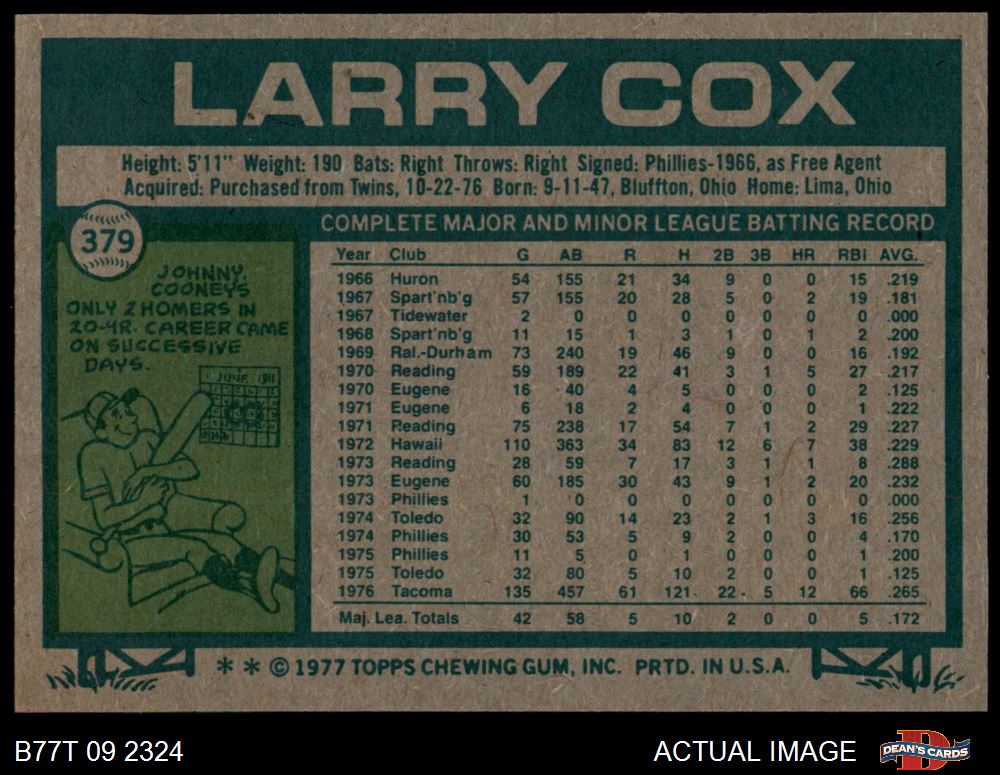 LARRY COX
Height: 5'11" Weight: 190 Bats: Right Throws: Right Signed: Phillies-1966, as Free Agent
Acquired: Purchased from Twins, 10-22-76 Born: 9-11-47, Bluffton, Ohio Home: Lima, Ohio
379
JOHNNY
COONEYS
ONLY 2 HOMERS IN
20-YR. CAREER CAME
ON SUCCESSIVE
DAYS.
JUNE
COMPLETE MAJOR AND MINOR LEAGUE BATTING RECORD
Year Club G AB R H 2B 3B HR RBI AVG.
1966 Huron 54 155 21 34 9 0 0 15 .219
1967 Spart'nb'g 57 155 20 28 5 0 2 19 .181
1967 Tidewater 2 0 0 0 0 0 0 0 .000
1968 Spart'nb'g 11 15 1 3 1 0 1 2 .200
1969 Ral.-Durham 73 240 19 46 9 0 0 16 .192
1970 Reading 59 189 22 41 3 1 5 27 .217
1970 Eugene 16 40 4 5 0 0 0 2 .125
1971 Eugene 6 18 2 4 0 0 0 1 .222
1971 Reading 75 238 17 54 7 1 2 29 .227
1972 Hawaii 110 363 34 83 12 6 7 38 .229
1973 Reading 28 59 7 17 3 1 1 8 .288
1973 Eugene 60 185 30 43 9 1 2 20 .232
1973 Phillies 1 0 0 0 0 0 0 0 .000
1974 Toledo 32 90 14 23 2 1 3 16 .256
1974 Phillies 30 53 5 9 2 0 0 4 .170
1975 Phillies 11 5 0 1 0 0 0 1 .200
1975 Toledo 32 80 5 10 2 0 0 1 .125
1976 Tacoma 135 457 61 121 22 5 12 66 .265
Maj. Lea. Totals 42 58 5 10 2 0 0 5 .172
* * © 1977 TOPPS CHEWING GUM, INC. PRTD. IN U.S.A.
B77T 09 2324
ACTUAL IMAGE
DEAN'S CARDS